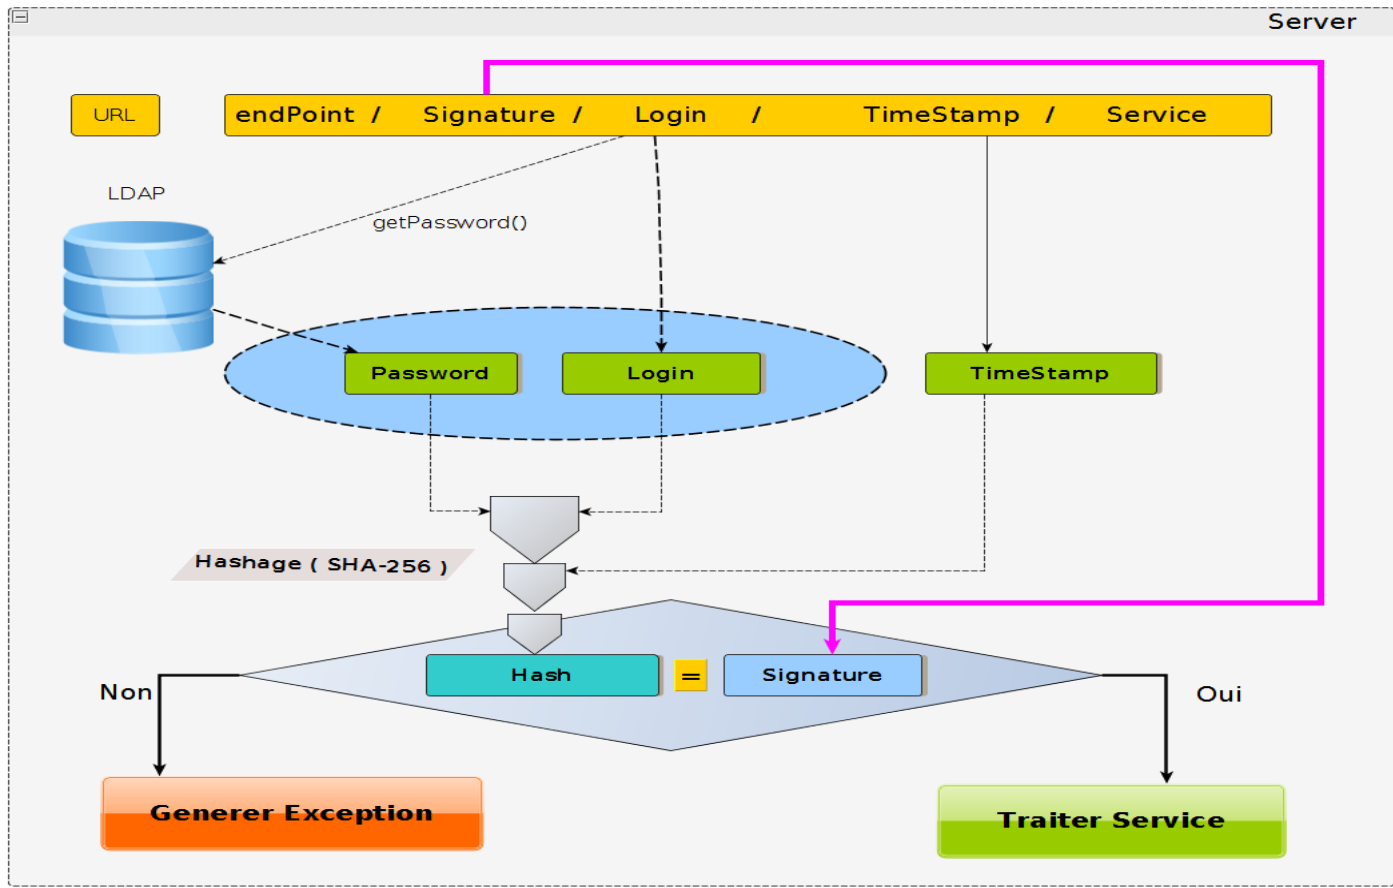 Server
URL
endPoint / Signature / Login / TimeStamp / Service
LDAP
getPassword()
Password
Login
TimeStamp
Hashage ( SHA-256 )
Hash
=
Signature
Non
Oui
Generer Exception
Traiter Service